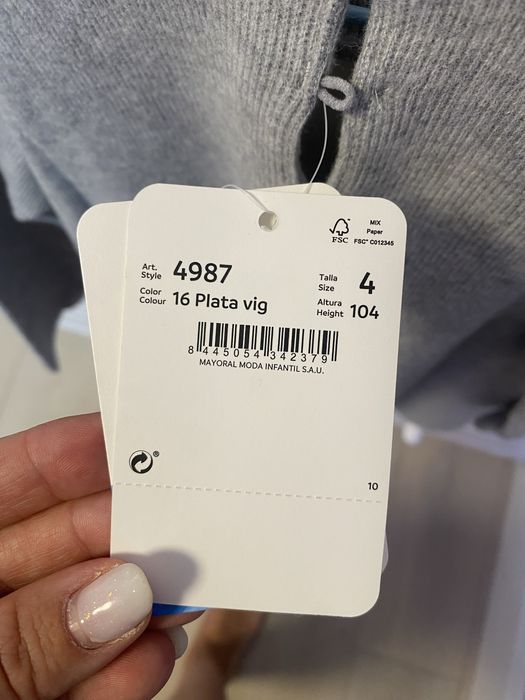 FSC
MIX
Paper
FSC® C012345
Art.
Style 4987
Talla
Size 4
Color
Colour 16 Plata vig
Altura
Height 104
8 445054 342379
MAYORAL MODA INFANTIL S.A.U.
®
10